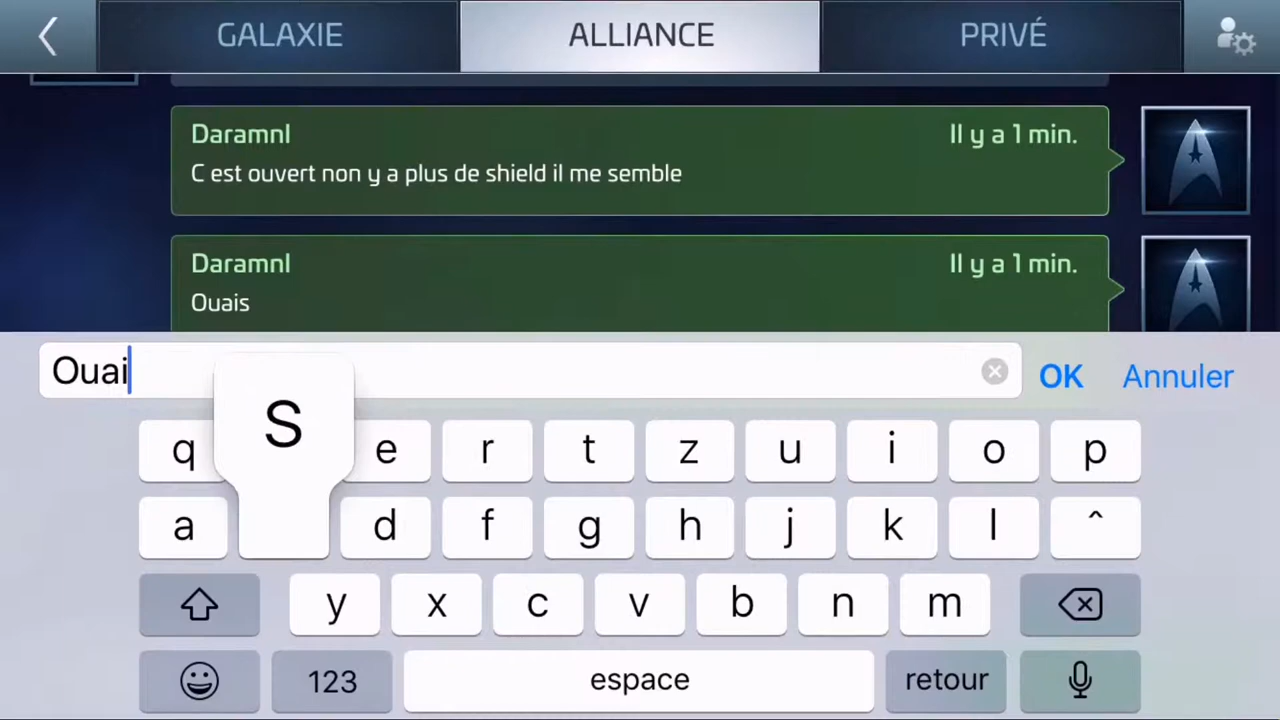 GALAXIE ALLIANCE PRIVÉ
Daramnl Il y a 1 min.
C est ouvert non y a plus de shield il me semble
Daramnl Il y a 1 min.
Ouais
Ouai OK Annuler
S
q e r t z u i o p
a d f g h j k l ^
y x c v b n m
123 espace retour